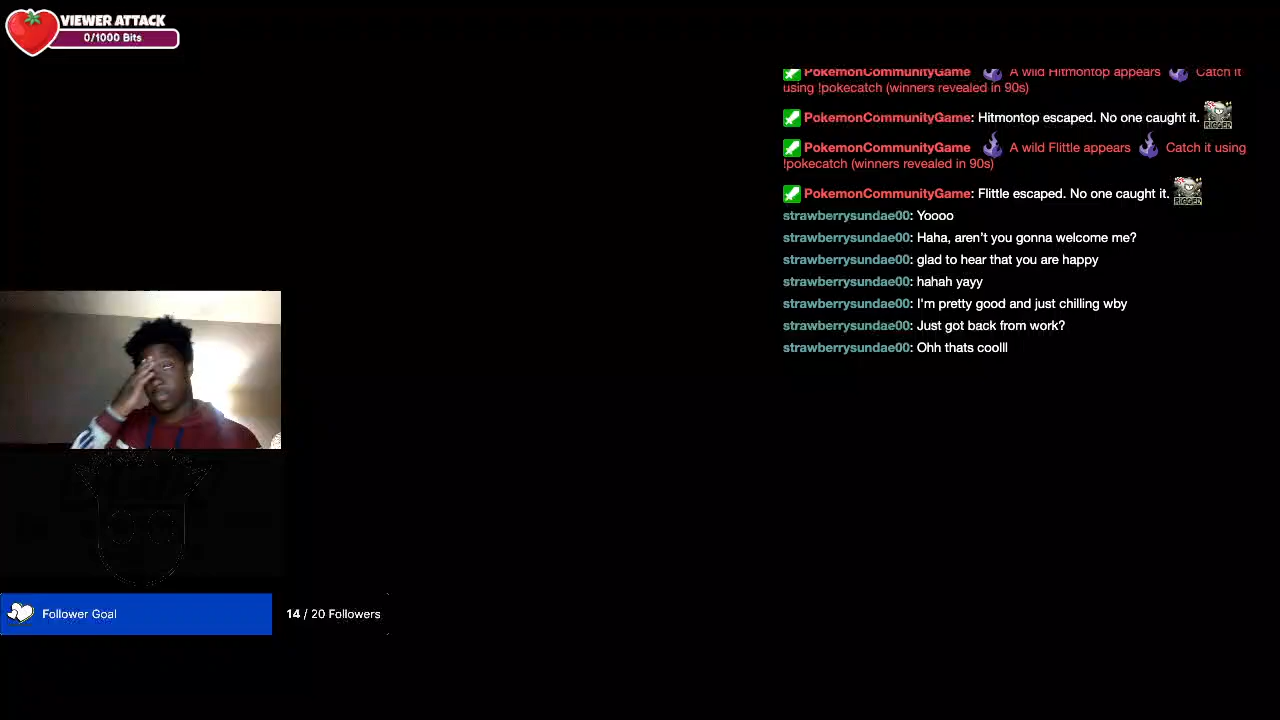 VIEWER ATTACK
0/1000 Bits
PokemonCommunityGame A wild Hitmontop appears Catch it
using !pokecatch (winners revealed in 90s)
PokemonCommunityGame: Hitmontop escaped. No one caught it. RIGGED
PokemonCommunityGame A wild Flittle appears Catch it using
!pokecatch (winners revealed in 90s)
PokemonCommunityGame: Flittle escaped. No one caught it. RIGGED
strawberrysundae00: Yoooo
strawberrysundae00: Haha, aren't you gonna welcome me?
strawberrysundae00: glad to hear that you are happy
strawberrysundae00: hahah yayy
strawberrysundae00: I'm pretty good and just chilling wby
strawberrysundae00: Just got back from work?
strawberrysundae00: Ohh thats coolll
Follower Goal 14 / 20 Followers